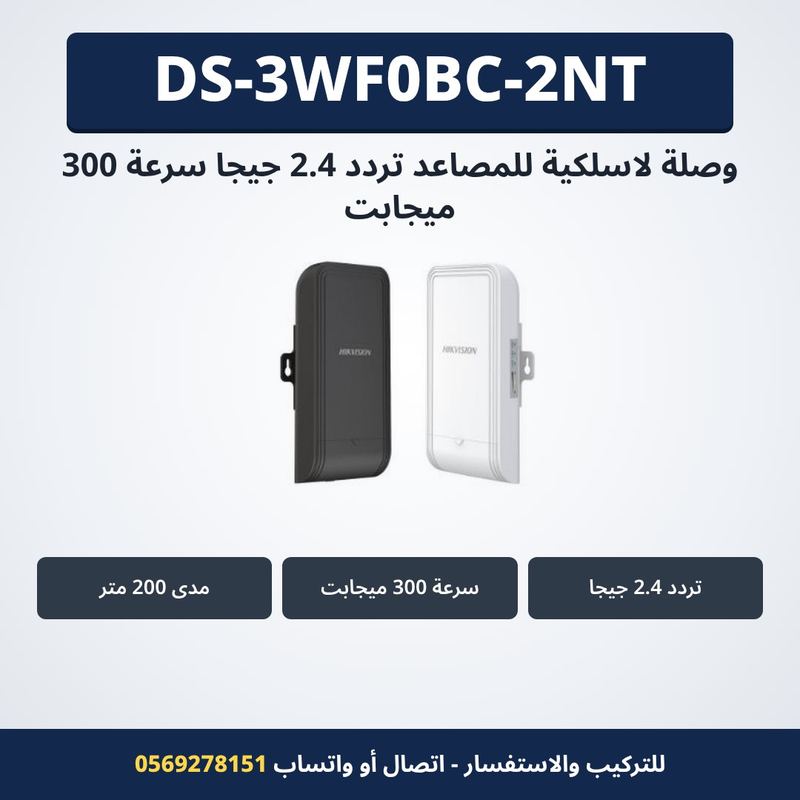 DS-3WF0BC-2NT
وصلة لاسلكية للمصاعد تردد 2.4 جيجا سرعة 300
ميجابت
HIKVISION
HIKVISION
تردد 2.4 جيجا
سرعة 300 ميجابت
مدى 200 متر
للتركيب والاستفسار - اتصال أو واتساب 0569278151